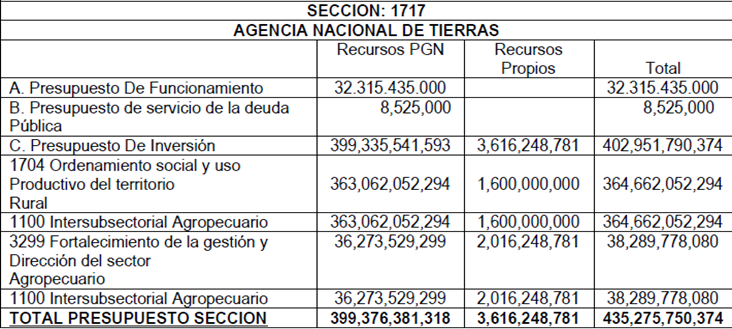 SECCION: 1717
AGENCIA NACIONAL DE TIERRAS
Recursos PGN Recursos Propios Total
A. Presupuesto De Funcionamiento 32.315.435.000 32.315.435.000
B. Presupuesto de servicio de la deuda Pública 8,525,000 8,525,000
C. Presupuesto De Inversión 399,335,541,593 3,616,248,781 402,951,790,374
1704 Ordenamiento social y uso Productivo del territorio Rural 363,062,052,294 1,600,000,000 364,662,052,294
1100 Intersubsectorial Agropecuario 363,062,052,294 1,600,000,000 364,662,052,294
3299 Fortalecimiento de la gestión y Dirección del sector Agropecuario 36,273,529,299 2,016,248,781 38,289,778,080
1100 Intersubsectorial Agropecuario 36,273,529,299 2,016,248,781 38,289,778,080
TOTAL PRESUPUESTO SECCION 399,376,381,318 3,616,248,781 435,275,750,374